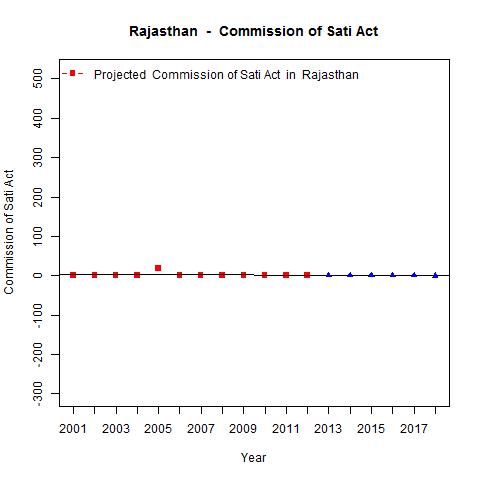 Rajasthan - Commission of Sati Act
Projected Commission of Sati Act in Rajasthan
Commission of Sati Act
500
400
300
200
100
0
-100
-200
-300
2001 2003 2005 2007 2009 2011 2013 2015 2017
Year